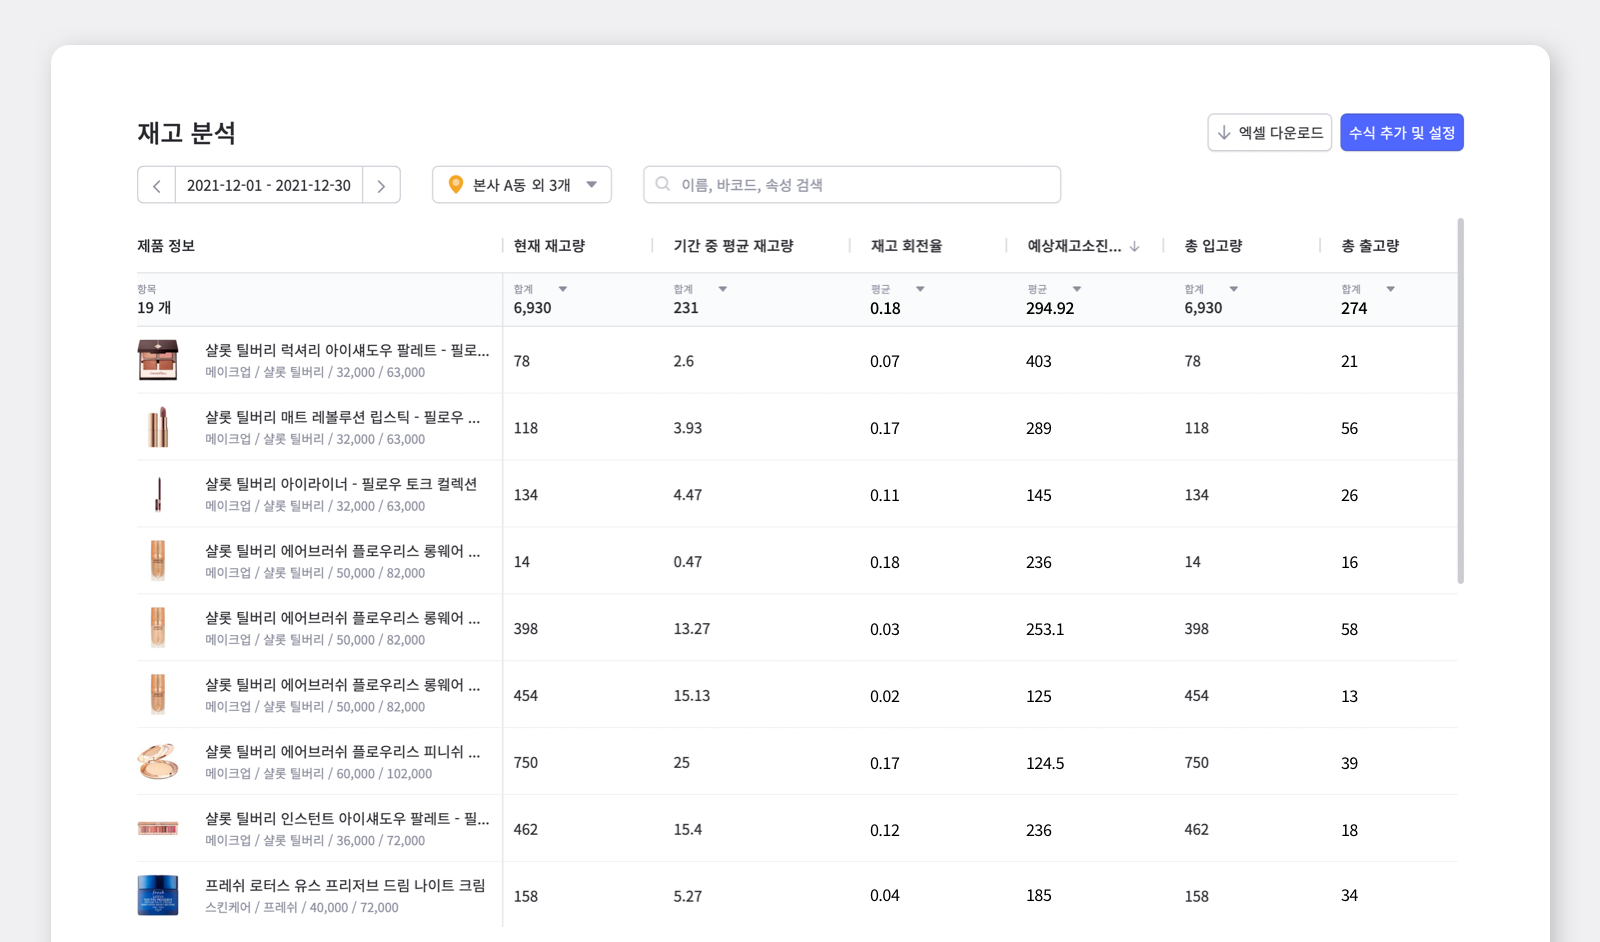 재고 분석
엑셀 다운로드
수식 추가 및 설정
2021-12-01 - 2021-12-30
본사 A동 외 3개
이름, 바코드, 속성 검색
제품 정보 현재 재고량 기간 중 평균 재고량 재고 회전율 예상재고소진... 총 입고량 총 출고량
항목 합계 합계 평균 평균 합계 합계
19 개 6,930 231 0.18 294.92 6,930 274
샬롯 틸버리 럭셔리 아이섀도우 팔레트 - 필로...
메이크업 / 샬롯 틸버리 / 32,000 / 63,000
78 2.6 0.07 403 78 21
샬롯 틸버리 매트 레볼루션 립스틱 - 필로우 ...
메이크업 / 샬롯 틸버리 / 32,000 / 63,000
118 3.93 0.17 289 118 56
샬롯 틸버리 아이라이너 - 필로우 토크 컬렉션
메이크업 / 샬롯 틸버리 / 32,000 / 63,000
134 4.47 0.11 145 134 26
샬롯 틸버리 에어브러쉬 플로우리스 롱웨어 ...
메이크업 / 샬롯 틸버리 / 50,000 / 82,000
14 0.47 0.18 236 14 16
샬롯 틸버리 에어브러쉬 플로우리스 롱웨어 ...
메이크업 / 샬롯 틸버리 / 50,000 / 82,000
398 13.27 0.03 253.1 398 58
샬롯 틸버리 에어브러쉬 플로우리스 롱웨어 ...
메이크업 / 샬롯 틸버리 / 50,000 / 82,000
454 15.13 0.02 125 454 13
샬롯 틸버리 에어브러쉬 플로우리스 피니쉬 ...
메이크업 / 샬롯 틸버리 / 60,000 / 102,000
750 25 0.17 124.5 750 39
샬롯 틸버리 인스턴트 아이섀도우 팔레트 - 필...
메이크업 / 샬롯 틸버리 / 36,000 / 72,000
462 15.4 0.12 236 462 18
프레쉬 로터스 유스 프리저브 드림 나이트 크림
스킨케어 / 프레쉬 / 40,000 / 72,000
158 5.27 0.04 185 158 34